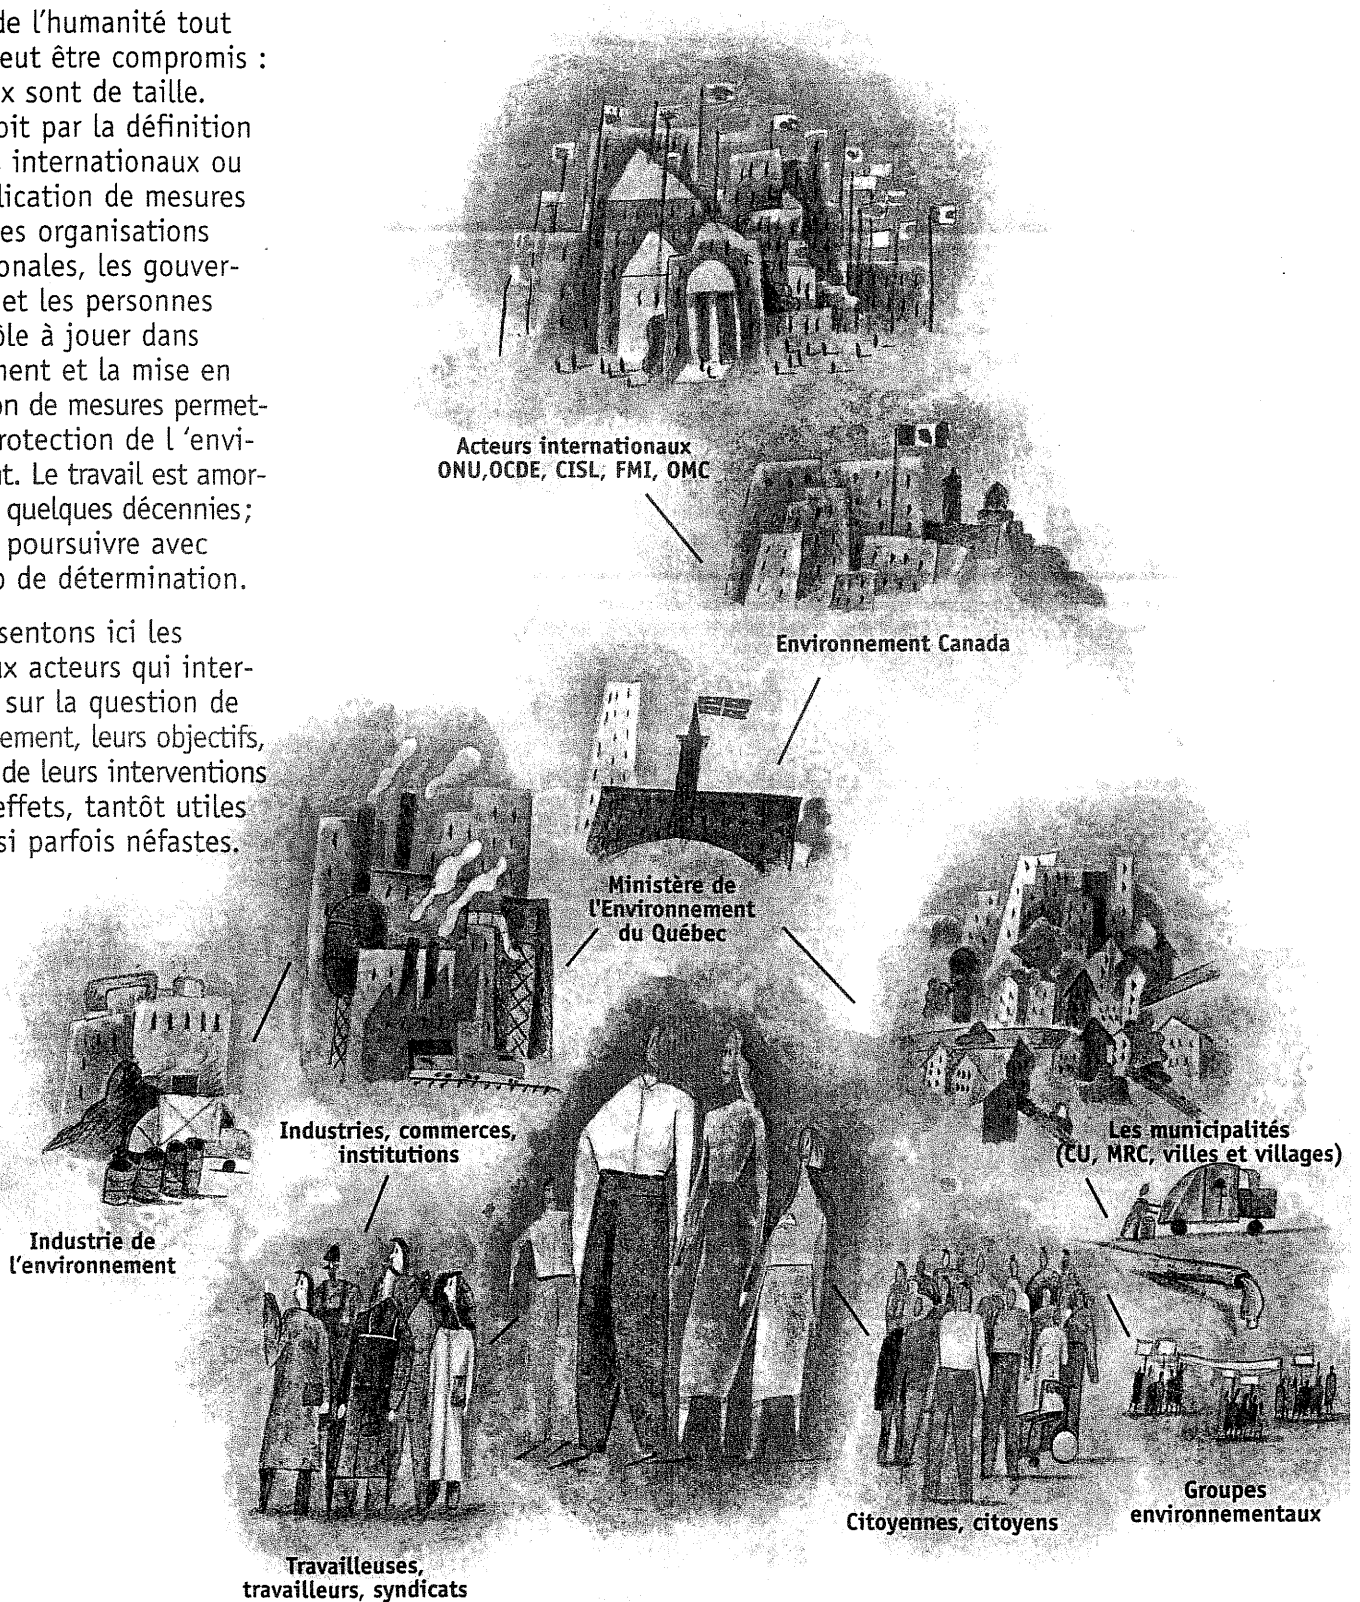 de l'humanité tout
eut être compromis :
x sont de taille.
oit par la définition
internationaux ou
lication de mesures
es organisations
onales, les gouver-
et les personnes
ôle à jouer dans
nent et la mise en
on de mesures permet-
rotection de l 'envi-
t. Le travail est amor-
quelques décennies;
poursuivre avec
p de détermination.
sentons ici les
ux acteurs qui inter-
sur la question de
ement, leurs objectifs,
de leurs interventions
effets, tantôt utiles
si parfois néfastes.
Acteurs internationaux
ONU,OCDE, CISL, FMI, OMC
Environnement Canada
Ministère de
l'Environnement
du Québec
Industries, commerces,
institutions
Les municipalités
(CU, MRC, villes et villages)
Industrie de
l'environnement
Groupes
environnementaux
Citoyennes, citoyens
Travailleuses,
travailleurs, syndicats